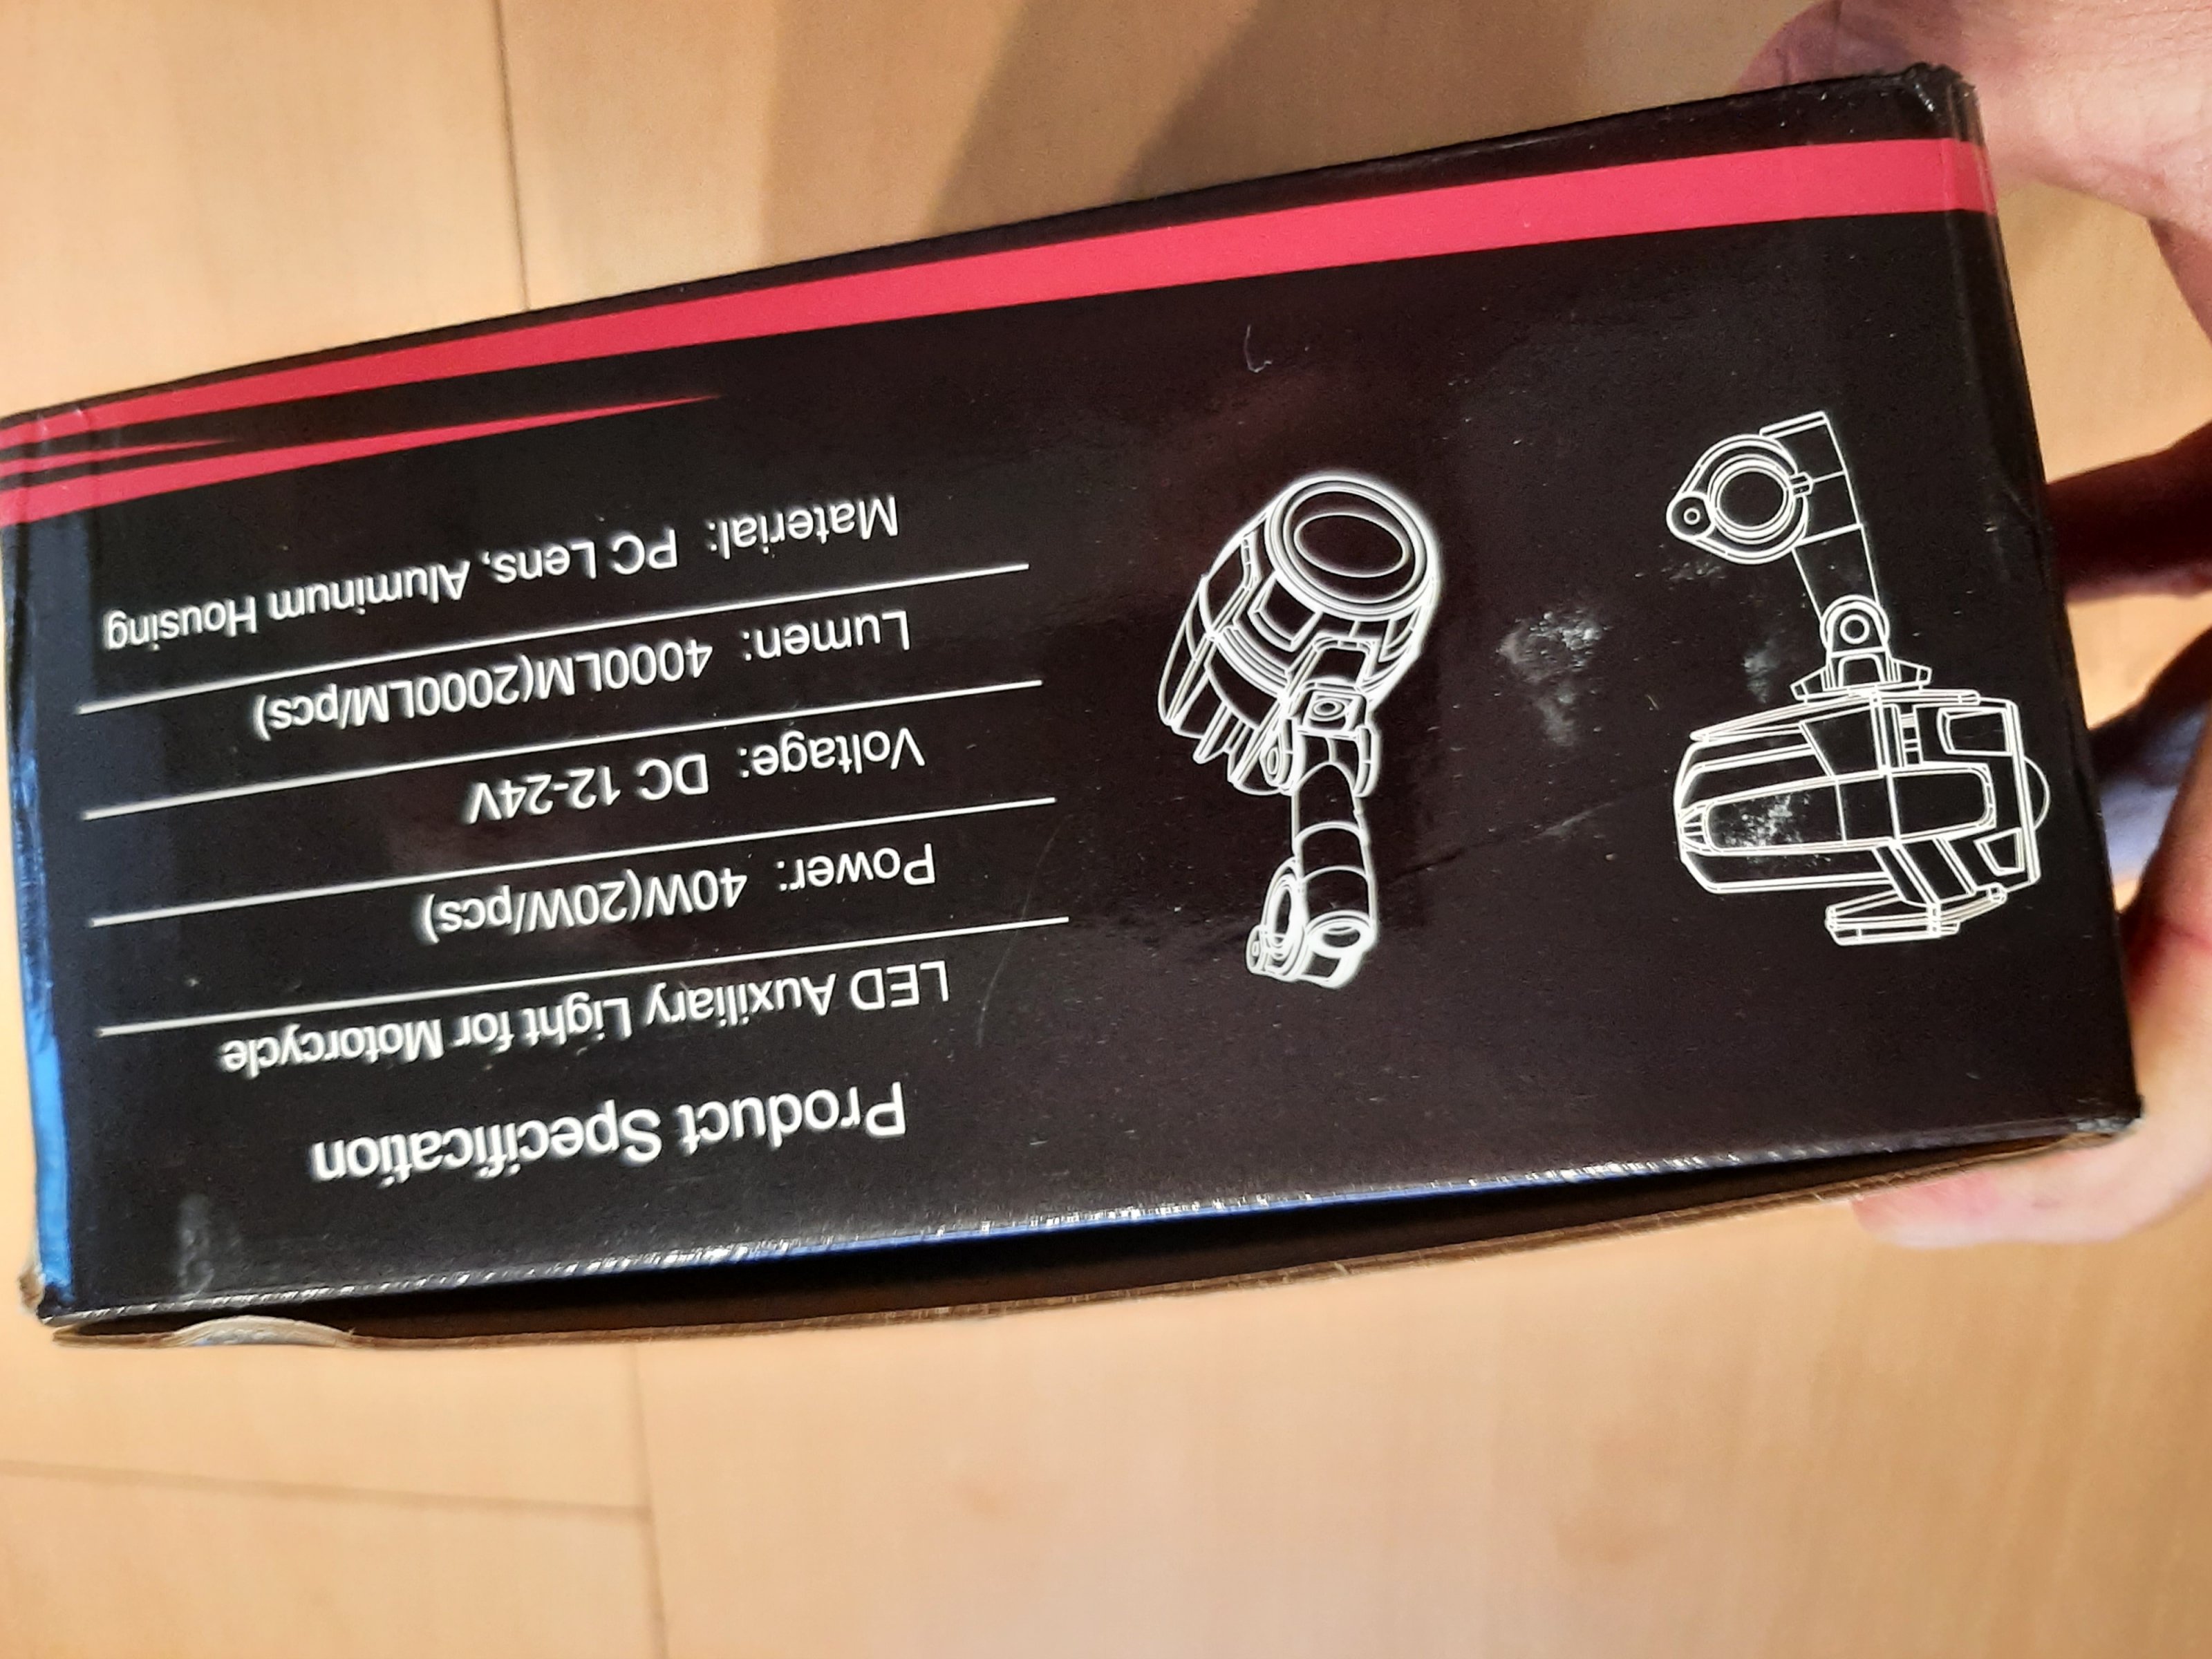 Product Specification
LED Auxiliary Light for Motorcycle
Power: 40W(20W/pcs)
Voltage: DC 12-24V
Lumen: 4000LM(2000LM/pcs)
Material: PC Lens, Aluminum Housing